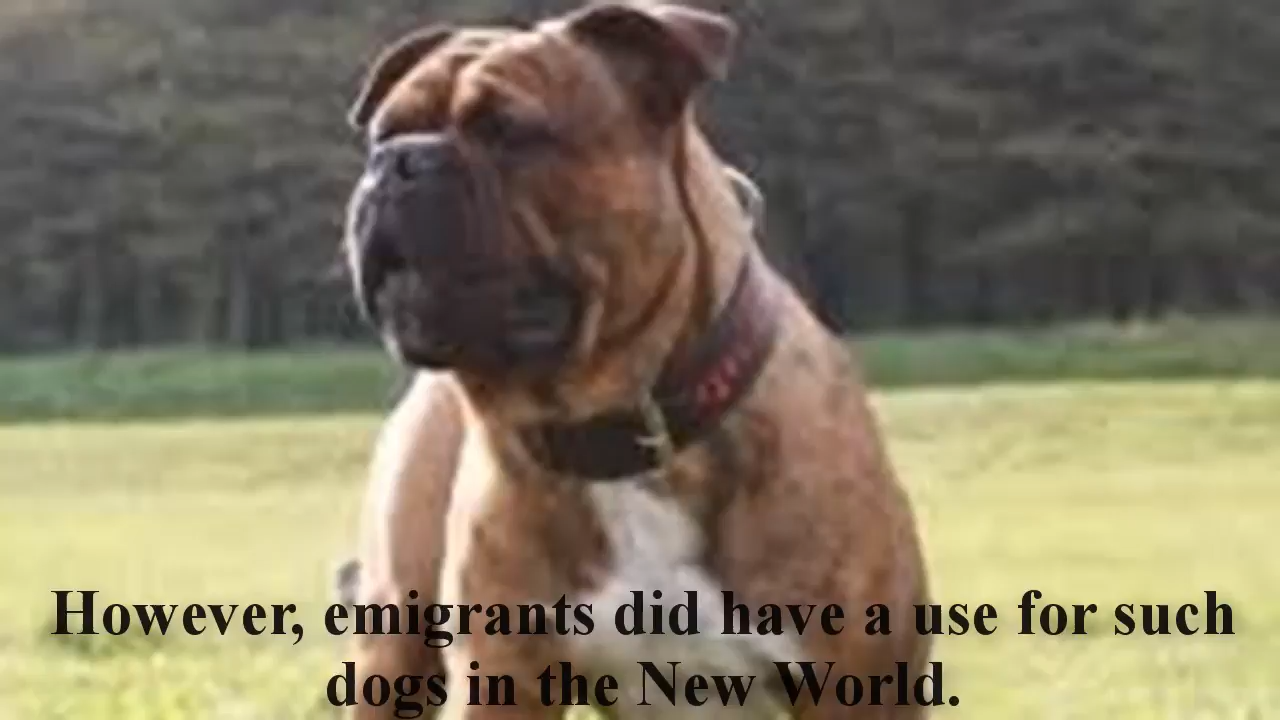 However, emigrants did have a use for such
dogs in the New World.